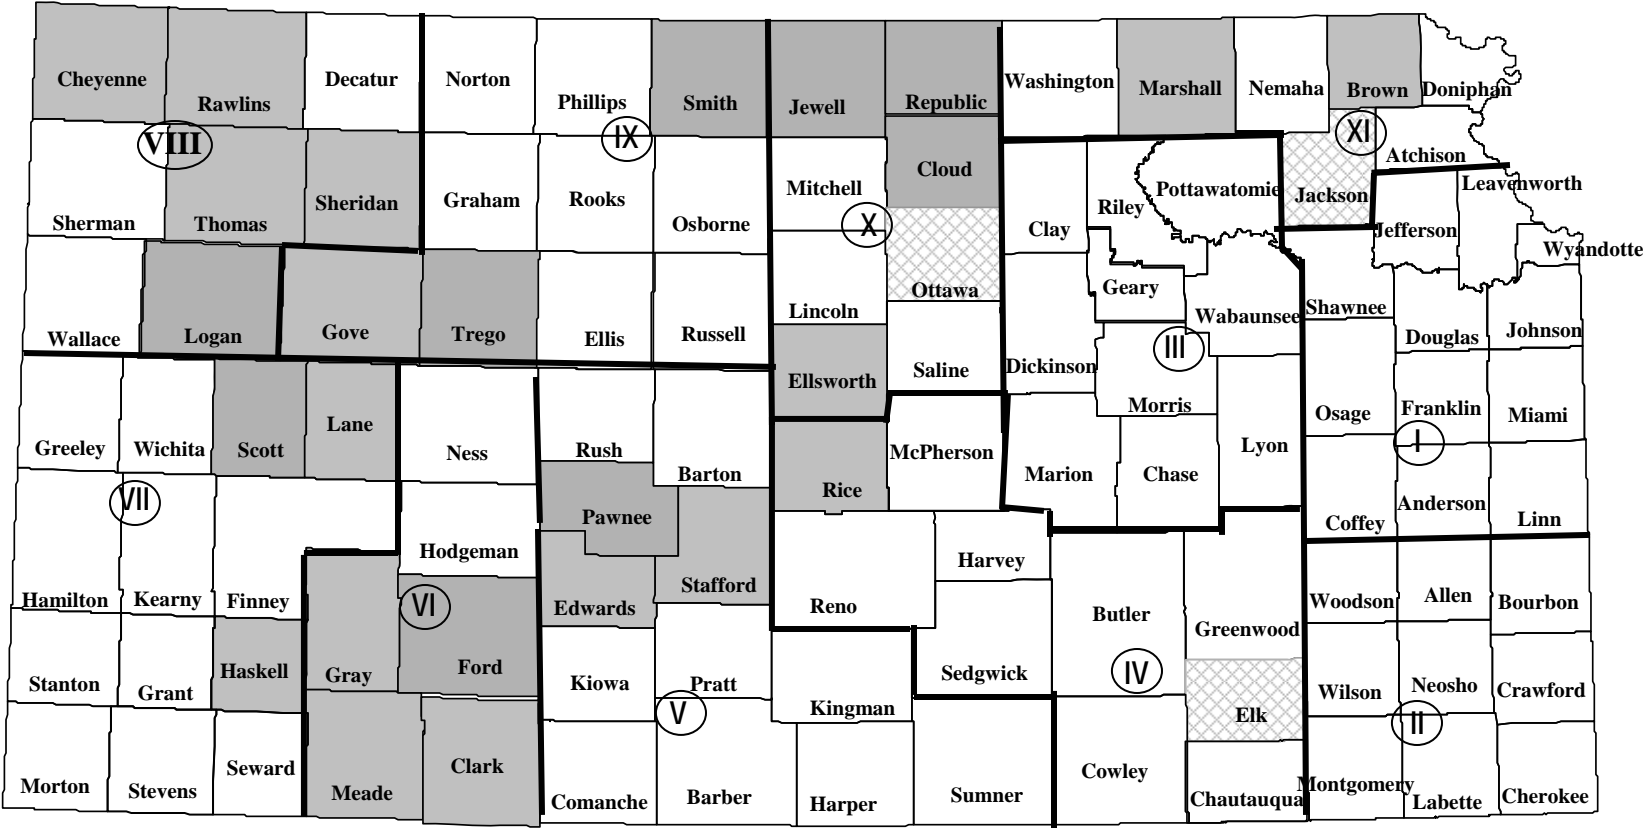 Cheyenne
Rawlins
Decatur
Norton
Phillips
Smith
Jewell
Republic
Washington
Marshall
Nemaha
Brown
Doniphan
VIII
IX
XI
Sherman
Thomas
Sheridan
Graham
Rooks
Osborne
Mitchell
Cloud
X
Clay
Riley
Pottawatomie
Jackson
Atchison
Leavenworth
Jefferson
Wyandotte
Wallace
Logan
Gove
Trego
Ellis
Russell
Lincoln
Ottawa
Geary
Wabaunsee
Shawnee
Douglas
Johnson
III
Ellsworth
Saline
Dickinson
Morris
Osage
Franklin
Miami
Greeley
Wichita
Scott
Lane
Ness
Rush
Barton
Rice
McPherson
Marion
Chase
Lyon
I
VII
Pawnee
Coffey
Anderson
Linn
Hamilton
Kearny
Finney
Hodgeman
VI
Edwards
Stafford
Reno
Harvey
Butler
Greenwood
Woodson
Allen
Bourbon
Stanton
Grant
Haskell
Gray
Ford
Kiowa
Pratt
V
Kingman
Sedgwick
IV
Elk
Wilson
Neosho
Crawford
II
Morton
Stevens
Seward
Meade
Clark
Comanche
Barber
Harper
Sumner
Cowley
Chautauqua
Montgomery
Labette
Cherokee